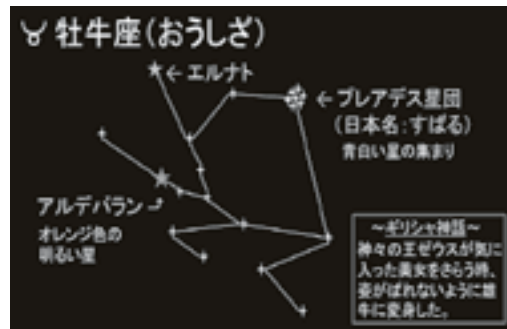 ♉ 牡牛座(おうしざ)
←エルナト
←プレアデス星団
(日本名:すばる)
青白い星の集まり
アルデバラン
オレンジ色の
明るい星
～ギリシャ神話～
神々の王ゼウスが気に
入った美女をさらう時、
姿がばれないように雄
牛に変身した。